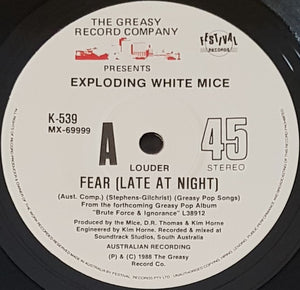 THE GREASY
RECORD COMPANY
FESTIVAL
PRESENTS
EXPLODING WHITE MICE
K-539
MX-69999
A
45
LOUDER
STEREO
FEAR (LATE AT NIGHT)
(Aust. Comp.) (Stephens-Gilchrist) (Greasy Pop Songs)
From the forthcoming Greasy Pop Album
"Brute Force & Ignorance" L38912
Produced by the Mice, D.R. Thomas & Kim Horne
Engineered by Kim Horne. Recorded & mixed at
Soundtrack Studios, South Australia
AUSTRALIAN RECORDING
(P) & (C) 1988 The Greasy
Record Co.